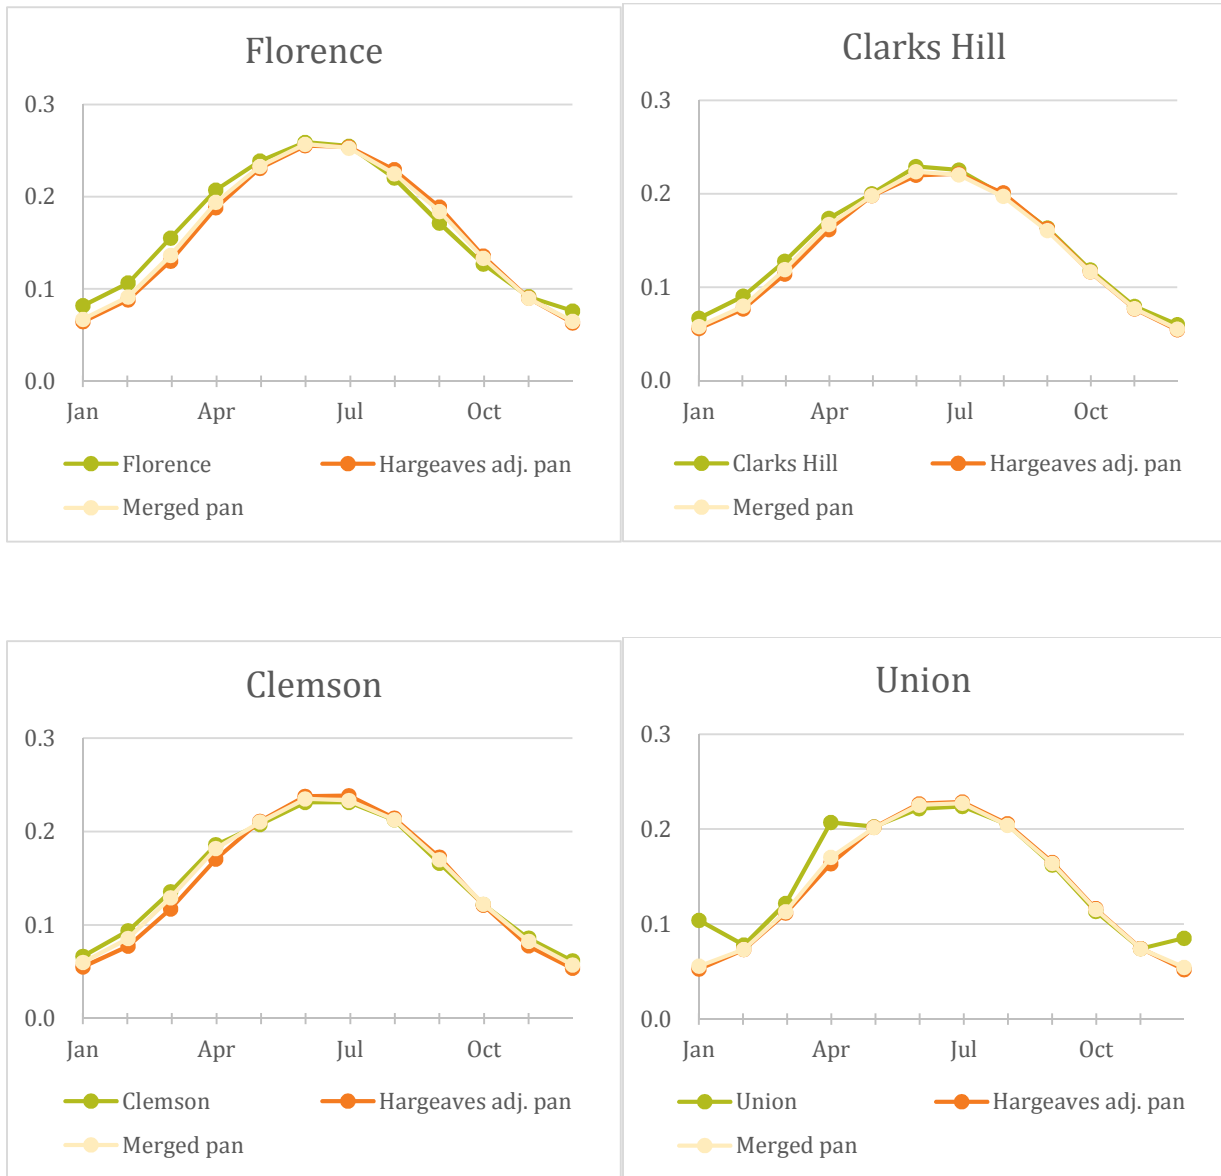 Florence
0.3
0.2
0.1
0.0
Jan Apr Jul Oct
Florence Hargeaves adj. pan
Merged pan
Clarks Hill
0.3
0.2
0.1
0.0
Jan Apr Jul Oct
Clarks Hill Hargeaves adj. pan
Merged pan
Clemson
0.3
0.2
0.1
0.0
Jan Apr Jul Oct
Clemson Hargeaves adj. pan
Merged pan
Union
0.3
0.2
0.1
0.0
Jan Apr Jul Oct
Union Hargeaves adj. pan
Merged pan